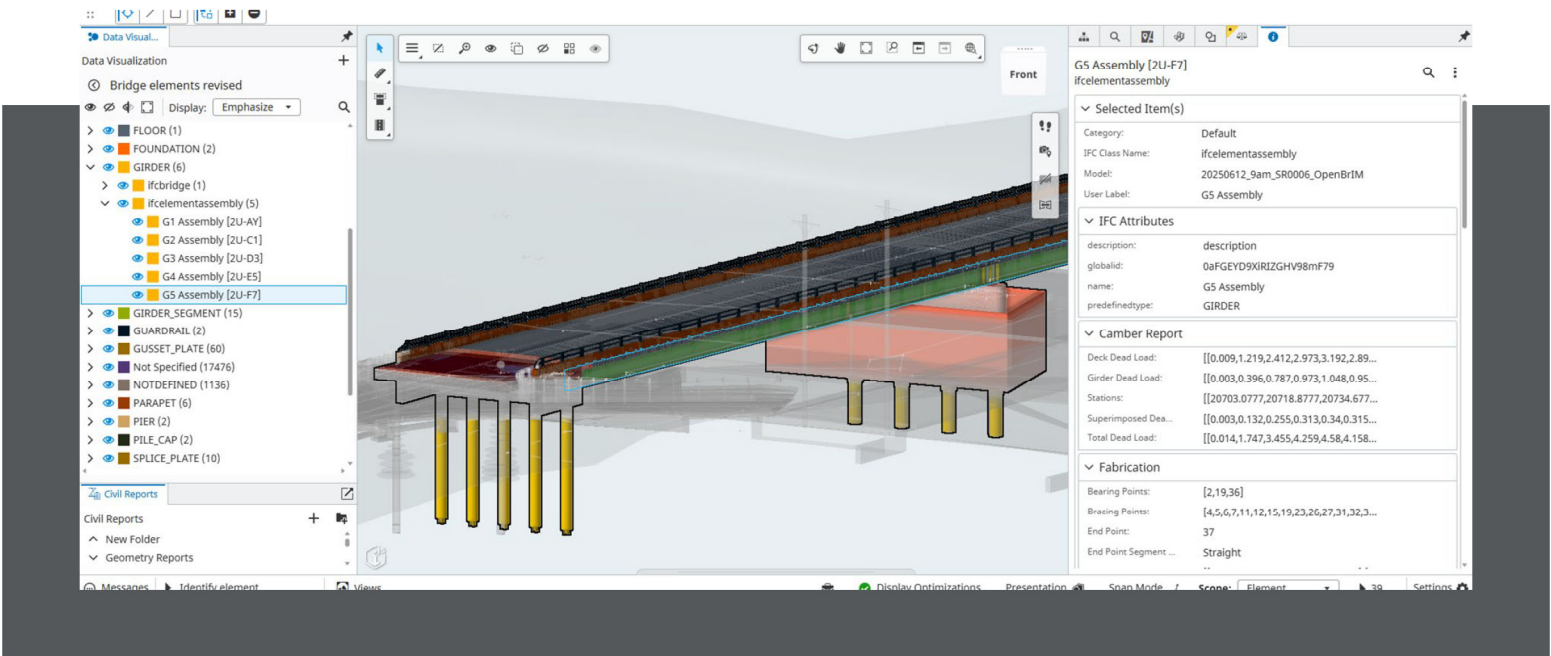 Data Visual...
Data Visualization
Bridge elements revised
Display: Emphasize
FLOOR (1)
FOUNDATION (2)
GIRDER (6)
ifcbridge (1)
ifcelementassembly (5)
G1 Assembly [2U-AY]
G2 Assembly [2U-C1]
G3 Assembly [2U-D3]
G4 Assembly [2U-E5]
G5 Assembly [2U-F7]
GIRDER_SEGMENT (15)
GUARDRAIL (2)
GUSSET_PLATE (60)
Not Specified (17476)
NOTDEFINED (1136)
PARAPET (6)
PIER (2)
PILE_CAP (2)
SPLICE_PLATE (10)
Civil Reports
Civil Reports
New Folder
Geometry Reports
Front
G5 Assembly [2U-F7]
ifcelementassembly
Selected Item(s)
Category: Default
IFC Class Name: ifcelementassembly
Model: 20250612_9am_SR0006_OpenBrIM
User Label: G5 Assembly
IFC Attributes
description: description
globalid: 0aFGEYD9XiRIZGHV98mF79
name: G5 Assembly
predefinedtype: GIRDER
Camber Report
Deck Dead Load: [[0.009,1.219,2.412,2.973,3.192,2.89...
Girder Dead Load: [[0.003,0.396,0.787,0.973,1.048,0.95...
Stations: [[20703.0777,20718.8777,20734.677...
Superimposed Dea... [[0.003,0.132,0.255,0.313,0.34,0.315...
Total Dead Load: [[0.014,1.747,3.455,4.259,4.58,4.158...
Fabrication
Bearing Points: [2,19,36]
Bracing Points: [4,5,6,7,11,12,15,19,23,26,27,31,32,3...
End Point: 37
End Point Segment ... Straight
Messages Identify element Views Display Optimizations Presentation Snap Mode Scope: Element 39 Settings